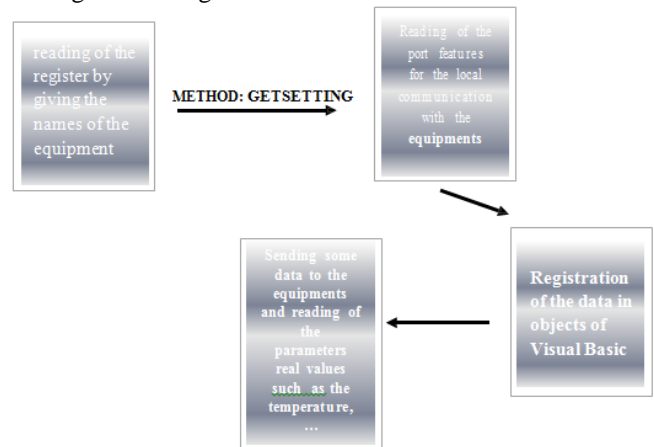 reading of the
register by
giving the
names of the
equipment
METHOD: GETSETTING
Reading of the
port features
for the local
communication
with the
equipments
Registration
of the data in
objects of
Visual Basic
Sending some
data to the
equipments
and reading of
the
parameters
real values
such as the
temperature,
…